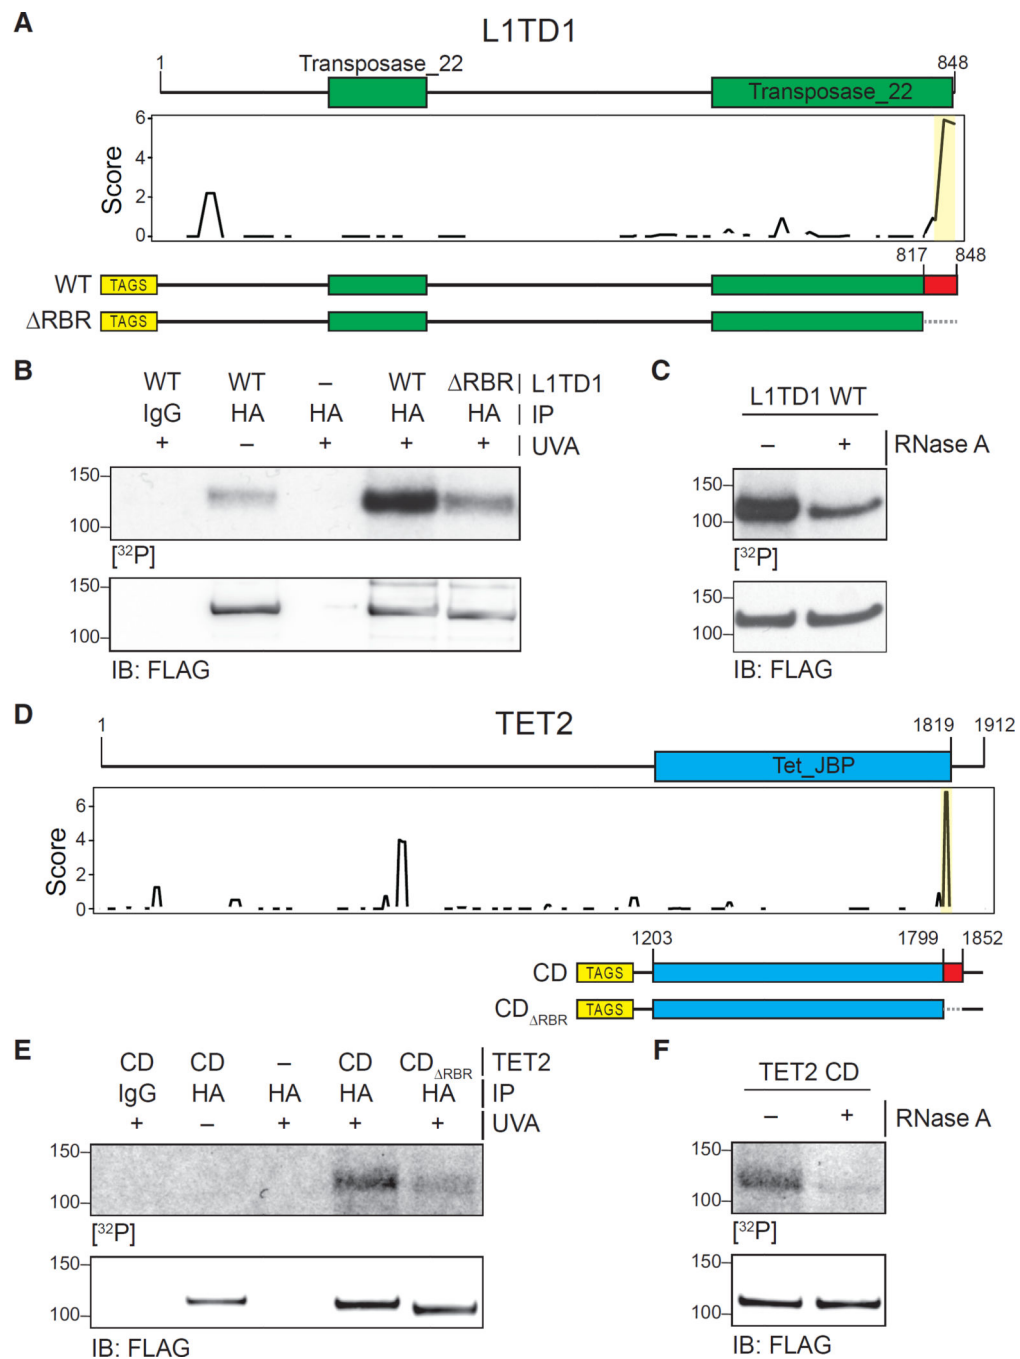 A
L1TD1
1 Transposase_22 848
Transposase_22
6
4
2
0
Score
817 848
WT TAGS
ΔRBR TAGS
B
WT WT – WT ΔRBR L1TD1
IgG HA HA HA HA IP
+ – + + + UVA
150
100
[32P]
150
100
IB: FLAG
C
L1TD1 WT
– + RNase A
150
100
[32P]
150
100
IB: FLAG
D
TET2
1 1819 1912
Tet_JBP
6
4
2
0
Score
1203 1799 1852
CD TAGS
CDΔRBR TAGS
E
CD CD – CD CDΔRBR TET2
IgG HA HA HA HA IP
+ – + + + UVA
150
100
[32P]
150
100
IB: FLAG
F
TET2 CD
– + RNase A
150
100
[32P]
150
100
IB: FLAG